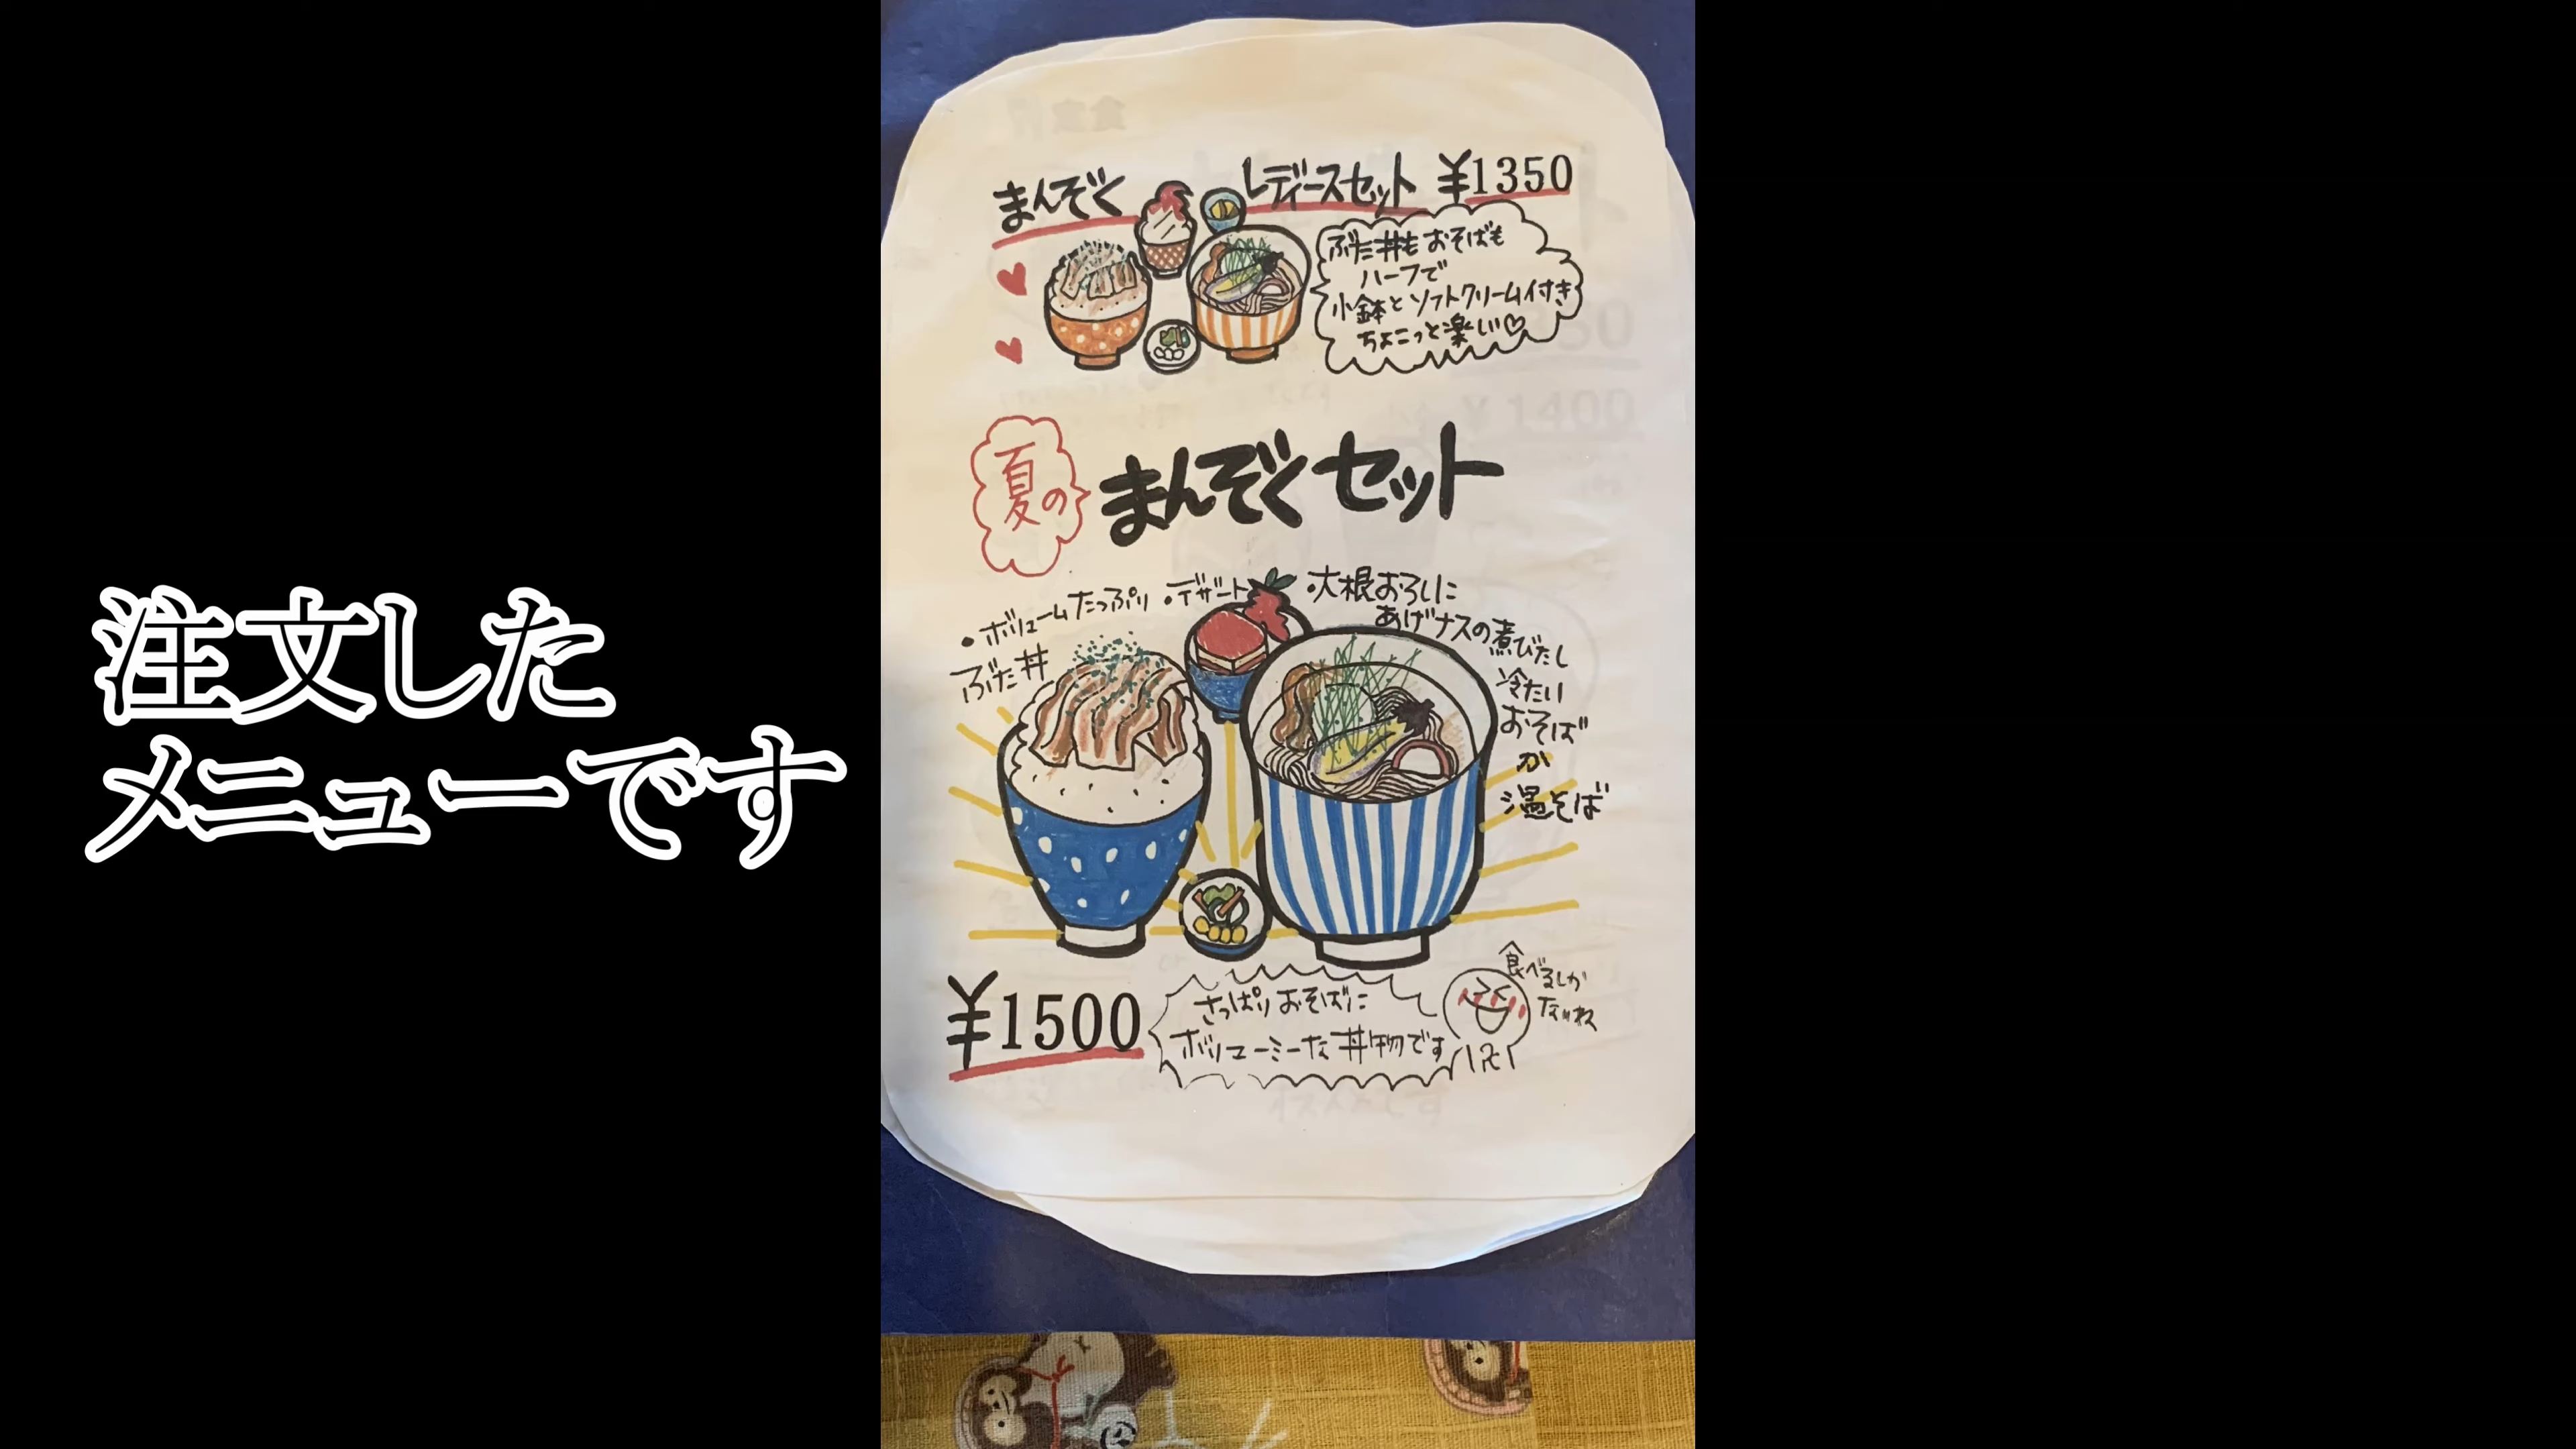 注文した
メニューです
まんぞく レディースセット ¥1350
ぶた丼もおそばも
ハーフで
小鉢とソフトクリーム付き
ちょこっと楽しい♡
夏の
まんぞくセット
・ボリュームたっぷり
ぶた丼
・デザート
・大根おろしに
あげナスの煮びたし
冷たい
おそば
か
温そば
¥1500
さっぱりおそばに
ボリューミーな丼物です
食べるしか
ないね